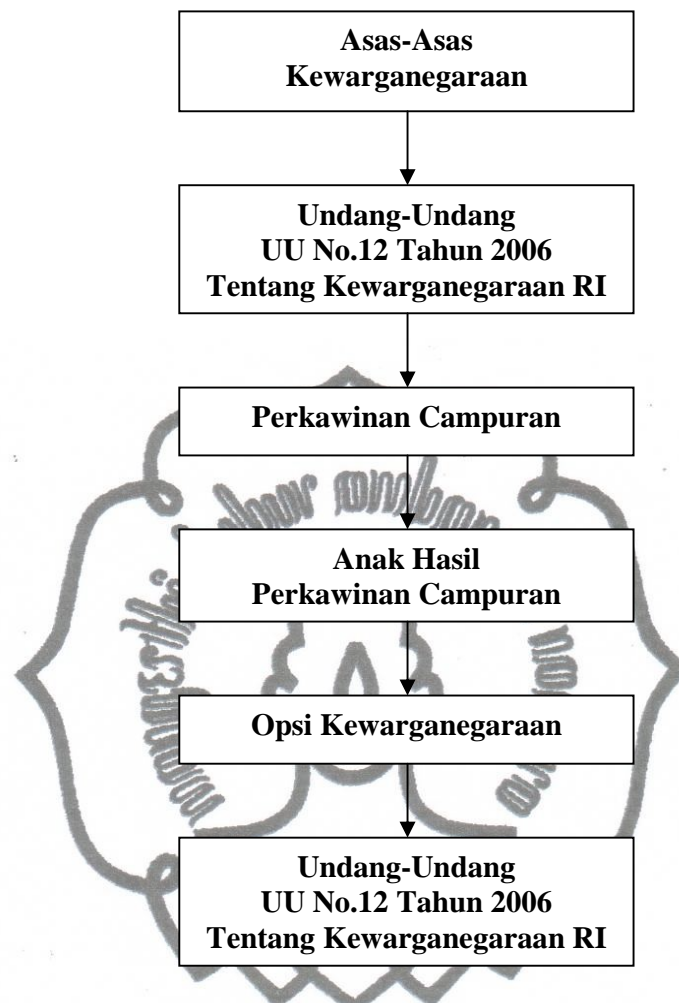 Asas-Asas
Kewarganegaraan
Undang-Undang
UU No.12 Tahun 2006
Tentang Kewarganegaraan RI
Perkawinan Campuran
Anak Hasil
Perkawinan Campuran
Opsi Kewarganegaraan
Undang-Undang
UU No.12 Tahun 2006
Tentang Kewarganegaraan RI